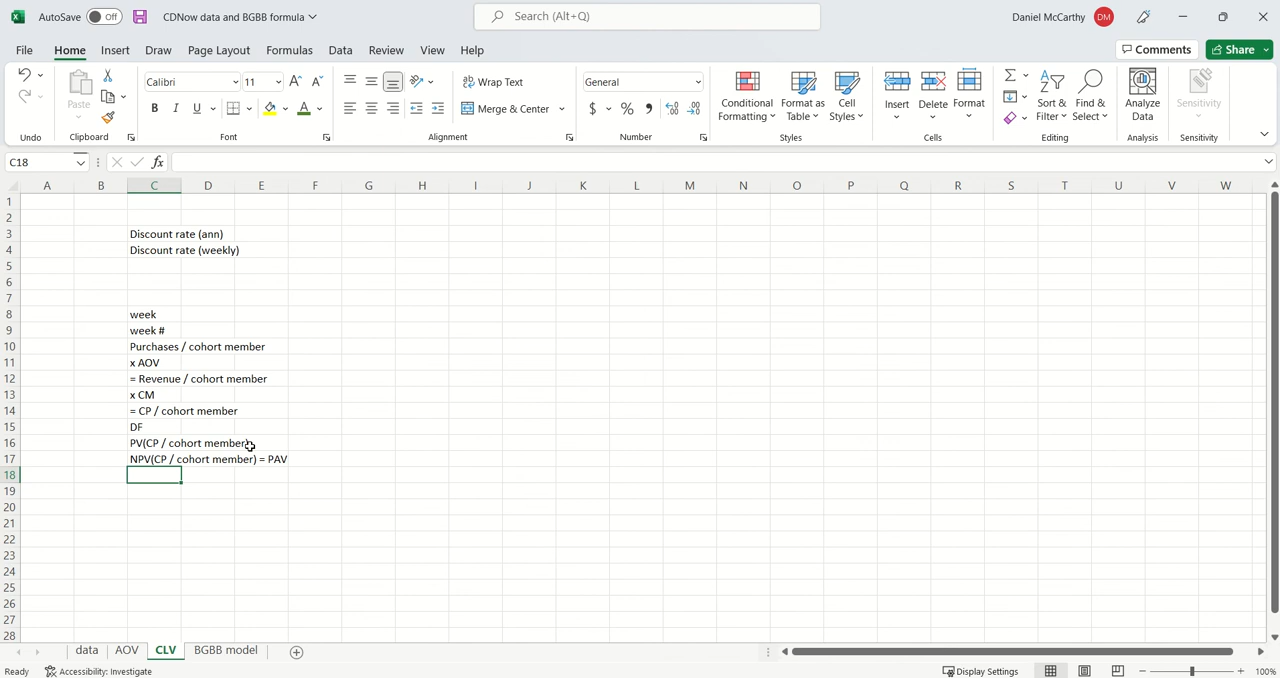 AutoSave Off CDNow data and BGBB formula Search (Alt+Q) Daniel McCarthy DM
File Home Insert Draw Page Layout Formulas Data Review View Help Comments Share
Calibri 11 Wrap Text General
Paste B I U Merge & Center $ % Conditional Formatting Format as Table Cell Styles Insert Delete Format Sort & Filter Find & Select Analyze Data Sensitivity
Undo Clipboard Font Alignment Number Styles Cells Editing Analysis Sensitivity
C18 fx
A B C D E F G H I J K L M N O P Q R S T U V W
1
2
3 Discount rate (ann)
4 Discount rate (weekly)
5
6
7
8 week
9 week #
10 Purchases / cohort member
11 x AOV
12 = Revenue / cohort member
13 x CM
14 = CP / cohort member
15 DF
16 PV(CP / cohort member)
17 NPV(CP / cohort member) = PAV
18
19
20
21
22
23
24
25
26
27
28
data AOV CLV BGBB model
Ready Accessibility: Investigate Display Settings 100%